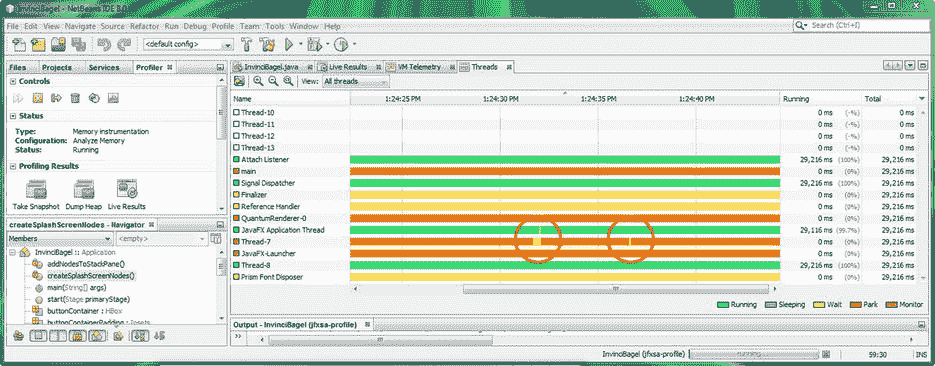 InvinciBagel - NetBeans IDE 8.0
File Edit View Navigate Source Refactor Run Debug Profile Team Tools Window Help
Search (Ctrl+I)
<default config>
Files Projects Services Profiler
InvinciBagel.java Live Results VM Telemetry Threads
Controls
View: All threads
Name 1:24:25 PM 1:24:30 PM 1:24:35 PM 1:24:40 PM Running Total
Status
Type: Memory instrumentation
Configuration: Analyze Memory
Status: Running
Profiling Results
Take Snapshot Dump Heap Live Results
Thread-10 0 ms (-%) 0 ms
Thread-11 0 ms (-%) 0 ms
Thread-12 0 ms (-%) 0 ms
Thread-13 0 ms (-%) 0 ms
Attach Listener 29,216 ms (100%) 29,216 ms
main 0 ms (0%) 29,216 ms
Signal Dispatcher 29,216 ms (100%) 29,216 ms
Finalizer 0 ms (0%) 29,216 ms
Reference Handler 0 ms (0%) 29,216 ms
QuantumRenderer-0 0 ms (0%) 29,216 ms
JavaFX Application Thread 29,116 ms (99.7%) 29,216 ms
Thread-7 0 ms (0%) 29,216 ms
JavaFX-Launcher 0 ms (0%) 29,216 ms
Thread-8 29,216 ms (100%) 29,216 ms
Prism Font Disposer 0 ms (0%) 29,216 ms
createSplashScreenNodes - Navigator
Members <empty>
InvinciBagel :: Application
addNodesToStackPane()
createSplashScreenNodes()
main(String[] args)
start(Stage primaryStage)
buttonContainer : HBox
buttonContainerPadding : Insets
Running Sleeping Wait Park Monitor
Output - InvinciBagel (jfxsa-profile)
InvinciBagel (jfxsa-profile) running 59:30 INS